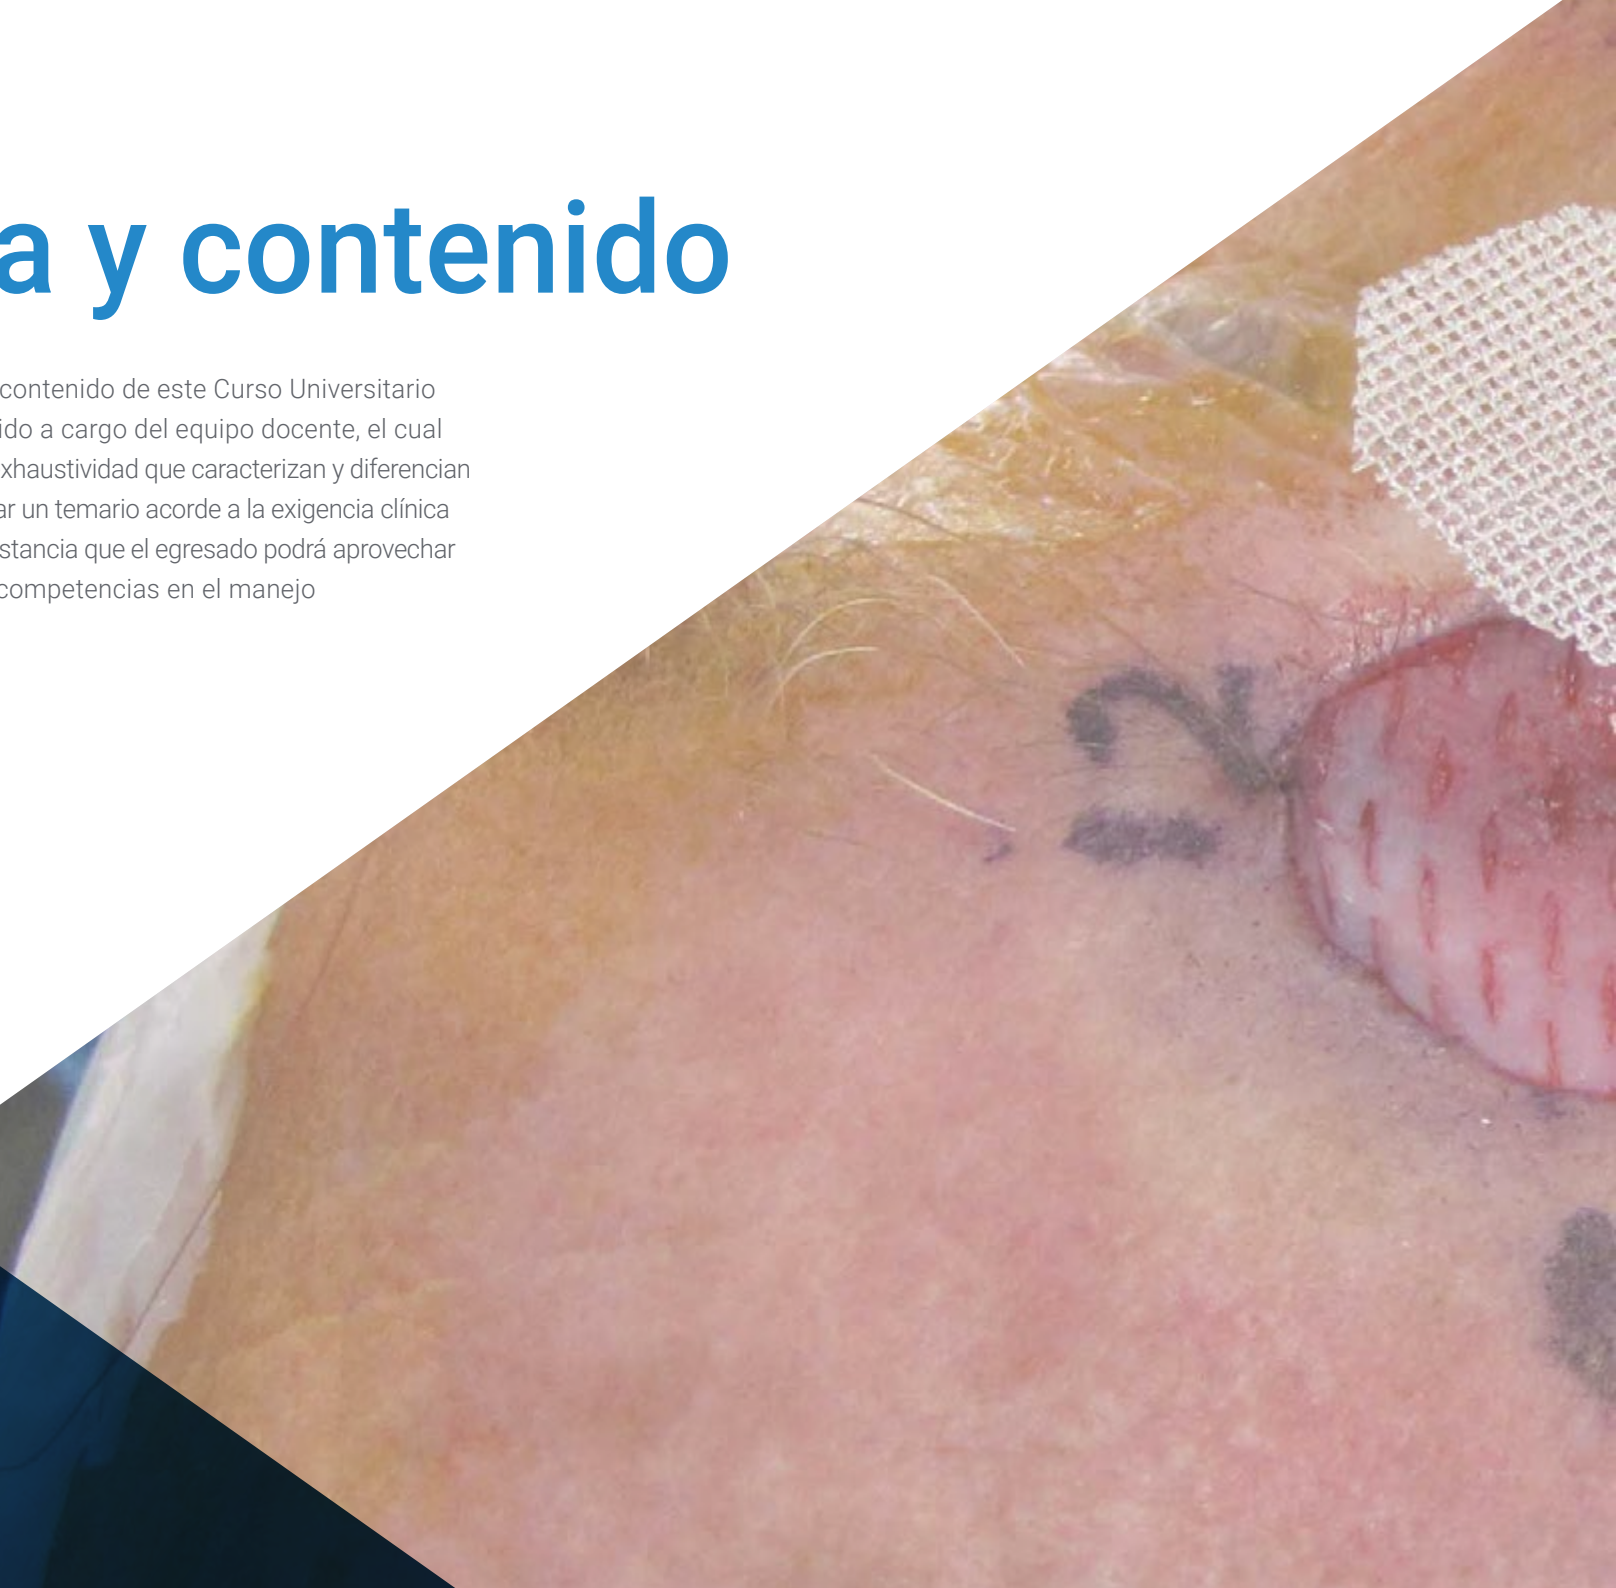 a y contenido
contenido de este Curso Universitario
ido a cargo del equipo docente, el cual
xhaustividad que caracterizan y diferencian
ar un temario acorde a la exigencia clínica
stancia que el egresado podrá aprovechar
competencias en el manejo
12